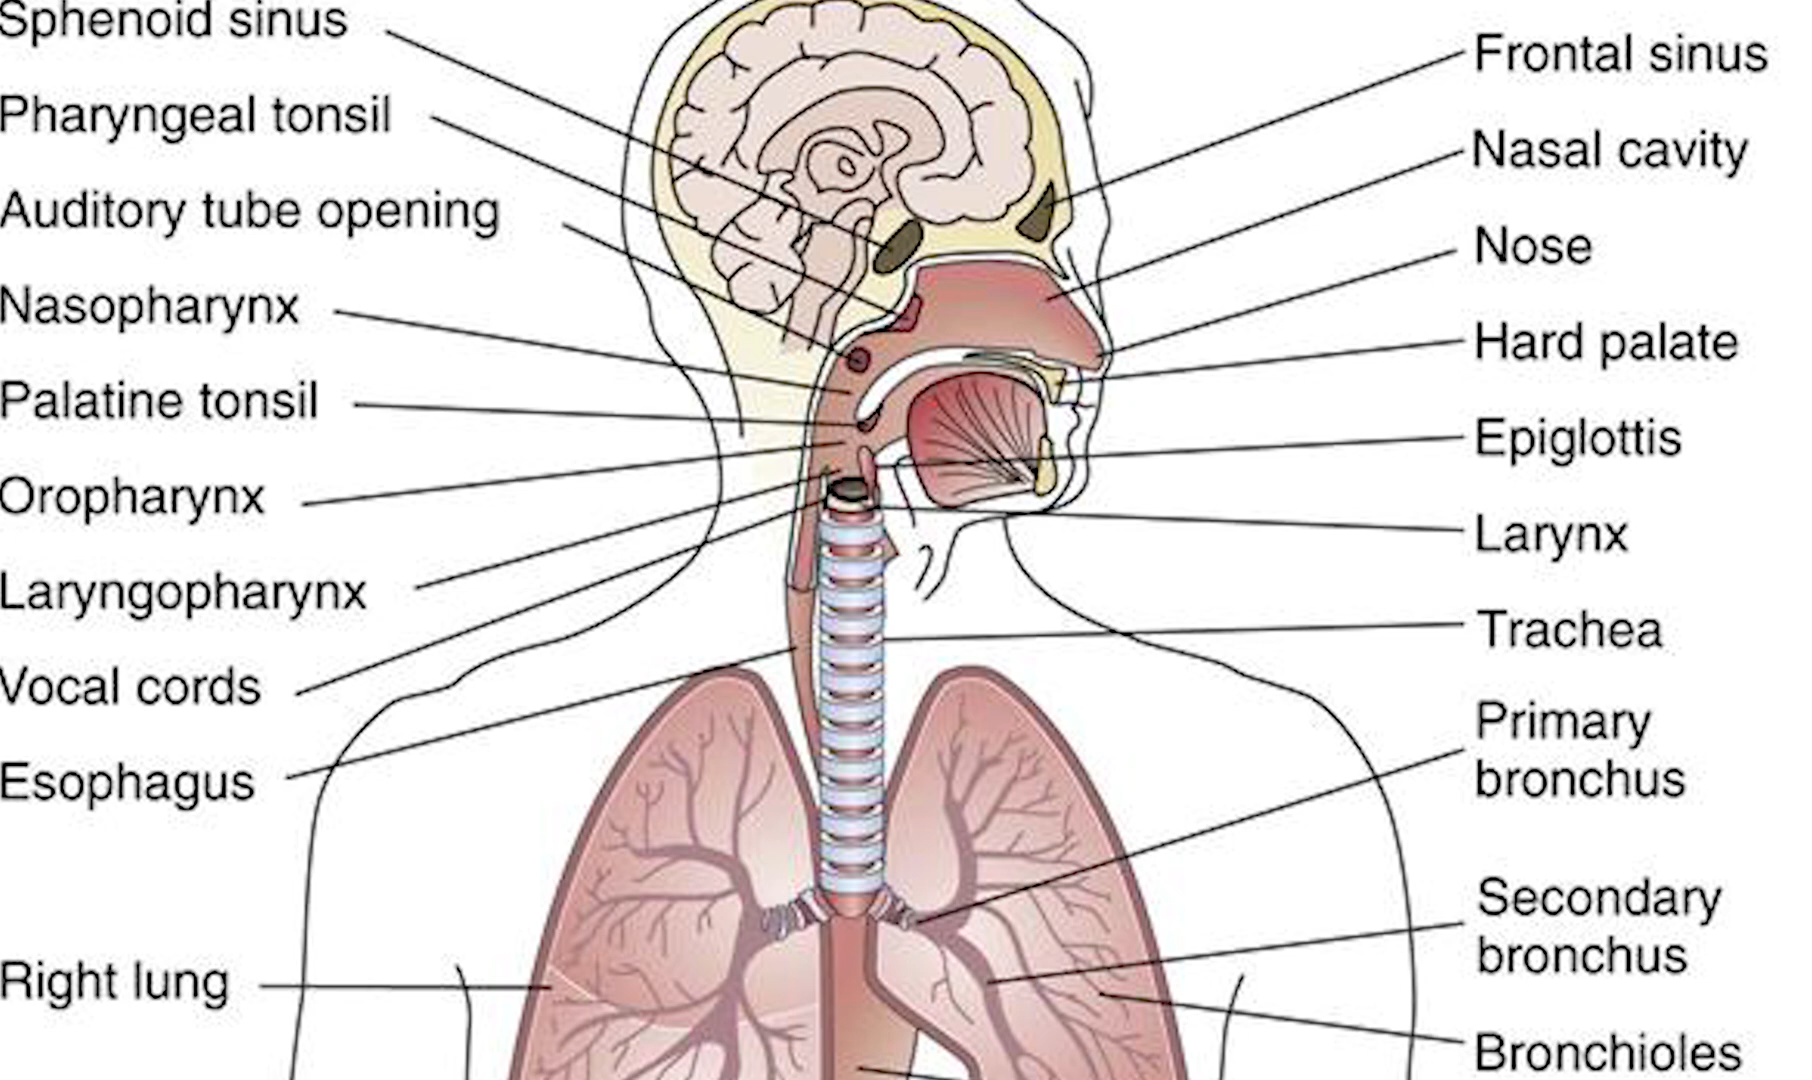 Sphenoid sinus
Pharyngeal tonsil
Auditory tube opening
Nasopharynx
Palatine tonsil
Oropharynx
Laryngopharynx
Vocal cords
Esophagus
Right lung
Frontal sinus
Nasal cavity
Nose
Hard palate
Epiglottis
Larynx
Trachea
Primary
bronchus
Secondary
bronchus
Bronchioles